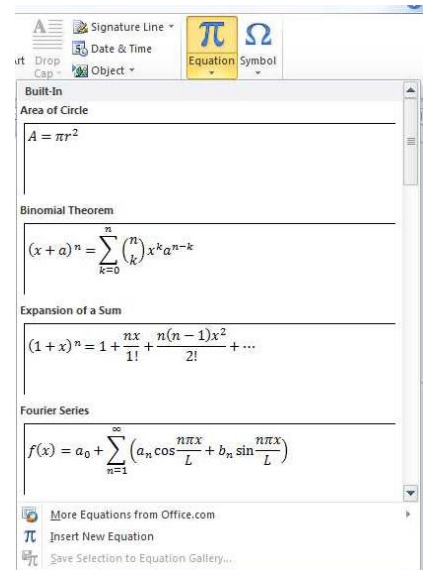 Signature Line
Date & Time
Object
rt Drop Cap
π Equation
Ω Symbol
Built-In
Area of Circle
A = πr²
Binomial Theorem
(x + a)ⁿ = ∑_{k=0}^{n} (n k) xᵏaⁿ⁻ᵏ
Expansion of a Sum
(1 + x)ⁿ = 1 + nx/1! + n(n − 1)x²/2! + ⋯
Fourier Series
f(x) = a₀ + ∑_{n=1}^{∞} (aₙ cos nπx/L + bₙ sin nπx/L)
More Equations from Office.com
π Insert New Equation
Save Selection to Equation Gallery...